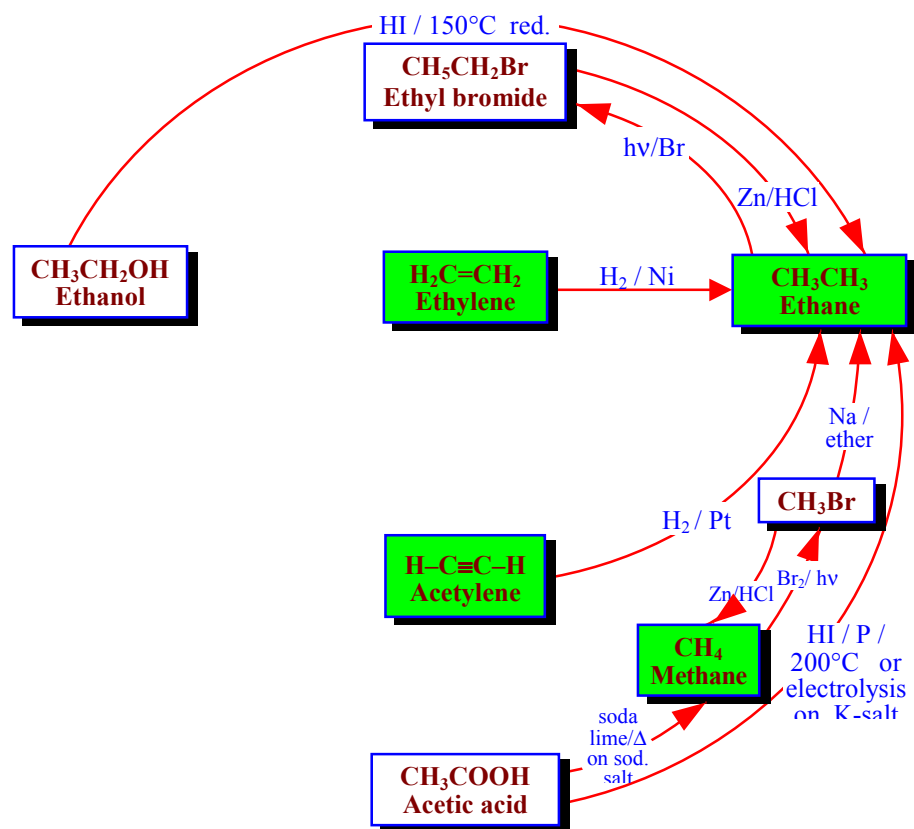 HI / 150°C red.
CH₅CH₂Br
Ethyl bromide
hν/Br
Zn/HCl
CH₃CH₂OH
Ethanol
H₂C=CH₂
Ethylene
H₂ / Ni
CH₃CH₃
Ethane
Na /
ether
CH₃Br
H₂ / Pt
H–C≡C–H
Acetylene
Zn/HCl
Br₂/ hν
CH₄
Methane
HI / P /
200°C or
electrolysis
on K-salt
soda
lime/Δ
on sod.
salt
CH₃COOH
Acetic acid